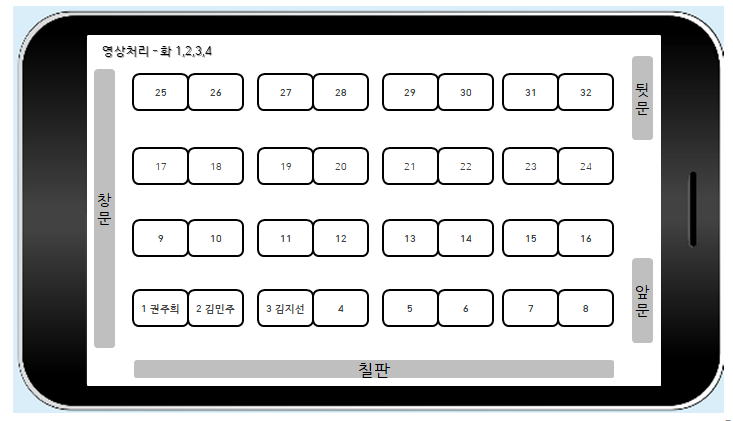 영상처리 - 화 1,2,3,4
25 26 27 28 29 30 31 32
뒷문
17 18 19 20 21 22 23 24
창문
9 10 11 12 13 14 15 16
1 권주희 2 김민주 3 김지선 4 5 6 7 8
앞문
칠판